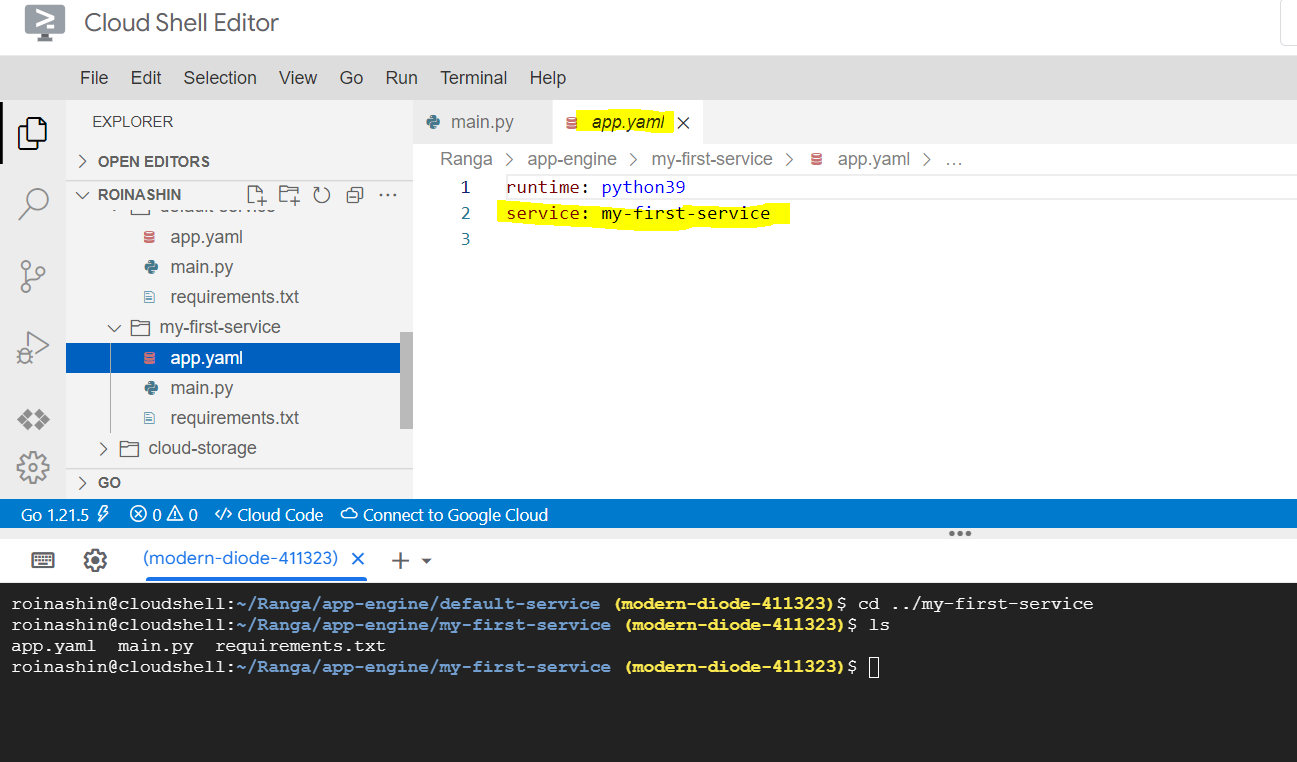 Cloud Shell Editor
File Edit Selection View Go Run Terminal Help
EXPLORER
OPEN EDITORS
ROINASHIN
default-service
app.yaml
main.py
requirements.txt
my-first-service
app.yaml
main.py
requirements.txt
cloud-storage
GO
main.py app.yaml
Ranga > app-engine > my-first-service > app.yaml > ...
1 runtime: python39
2 service: my-first-service
3
Go 1.21.5 0 0 Cloud Code Connect to Google Cloud
(modern-diode-411323)
roinashin@cloudshell:~/Ranga/app-engine/default-service (modern-diode-411323)$ cd ../my-first-service
roinashin@cloudshell:~/Ranga/app-engine/my-first-service (modern-diode-411323)$ ls
app.yaml main.py requirements.txt
roinashin@cloudshell:~/Ranga/app-engine/my-first-service (modern-diode-411323)$